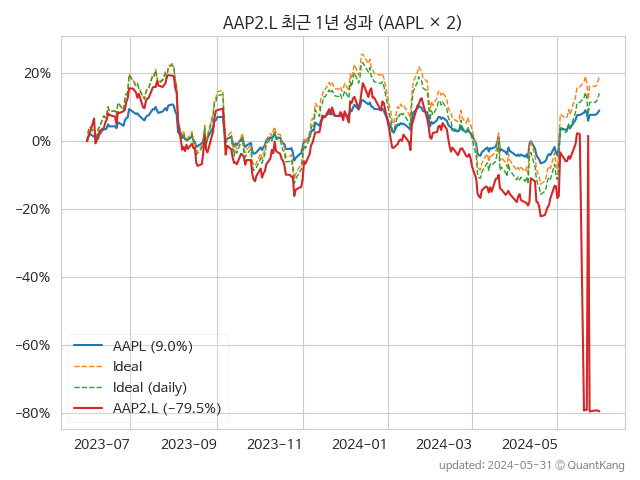 AAP2.L 최근 1년 성과 (AAPL × 2)
20%
0%
−20%
−40%
−60%
−80%
AAPL (9.0%)
Ideal
Ideal (daily)
AAP2.L (−79.5%)
2023-07
2023-09
2023-11
2024-01
2024-03
2024-05
updated: 2024-05-31 © QuantKang